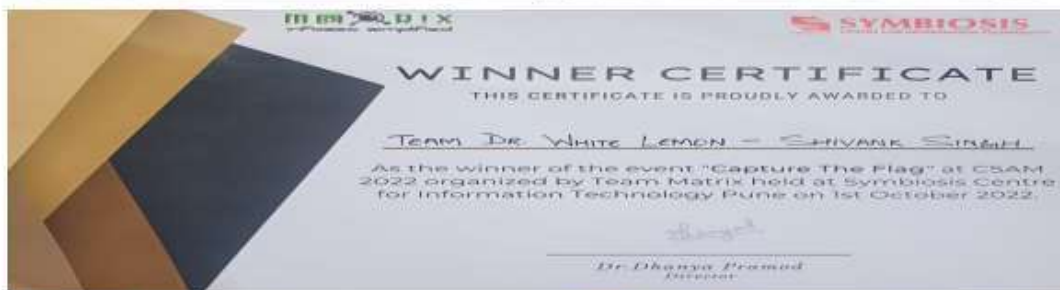 SYMBIOSIS
WINNER CERTIFICATE
THIS CERTIFICATE IS PROUDLY AWARDED TO
TEAM DR WHITE LEMON - SHIVANK SINGH
As the winner of the event "Capture The Flag" at CSAM
2022 organized by Team Matrix held at Symbiosis Centre
for Information Technology Pune on 1st October 2022.
Dr. Dhanya Pramod
Director